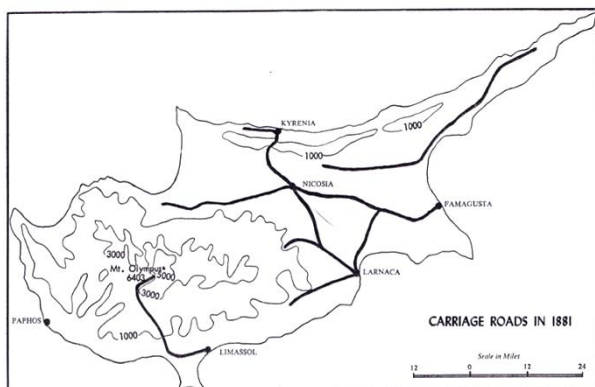 KYRENIA
1000
1000
NICOSIA
FAMAGUSTA
3000
Mt. Olympus
5000
6403
3000
LARNACA
1000
PAPHOS
LIMASSOL
CARRIAGE ROADS IN 1881
Scale in Miles
12 0 12 24